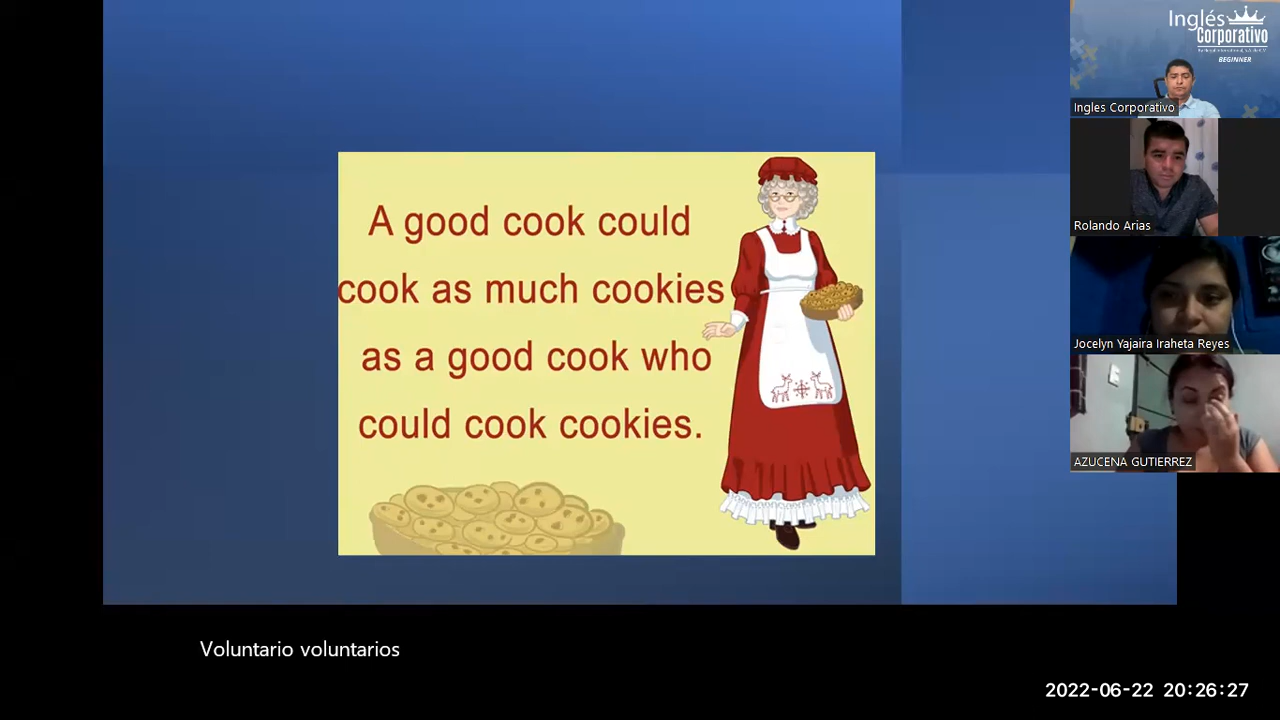 A good cook could
cook as much cookies
as a good cook who
could cook cookies.
Inglés
Corporativo
BEGINNER
Ingles Corporativo
Rolando Arias
Jocelyn Yajaira Iraheta Reyes
AZUCENA GUTIERREZ
Voluntario voluntarios
2022-06-22 20:26:27